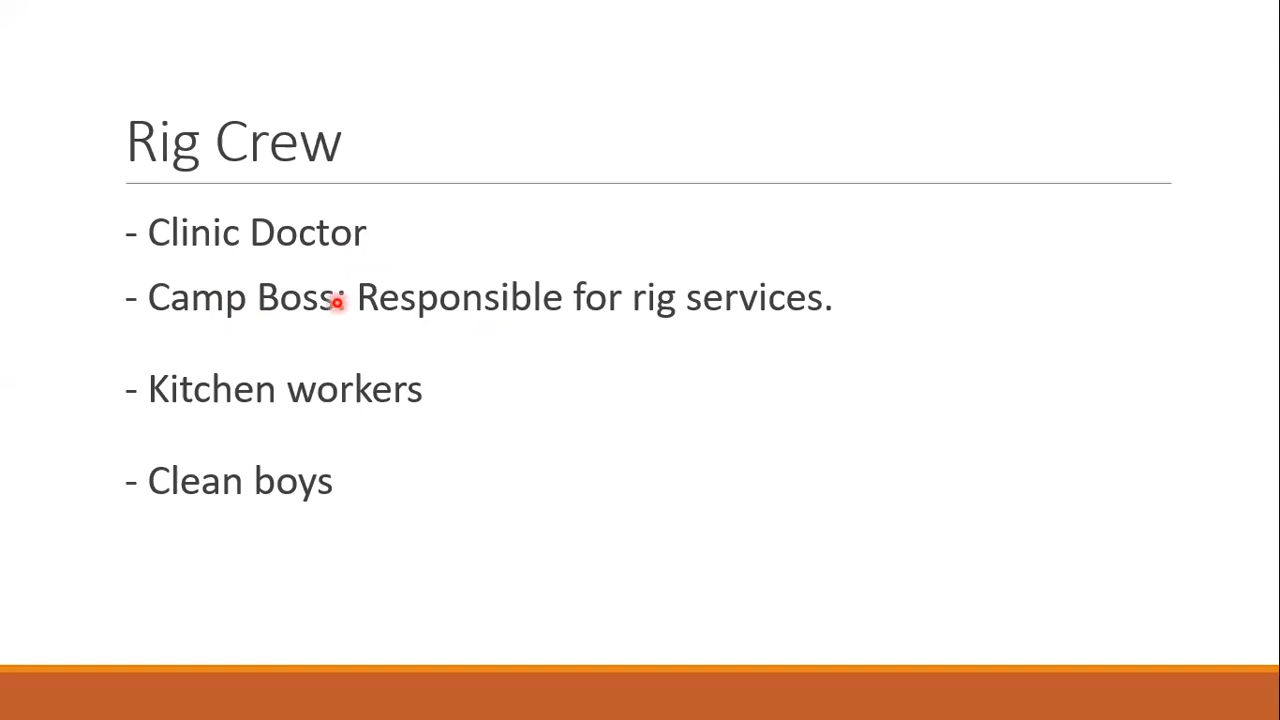 Rig Crew
- Clinic Doctor
- Camp Boss: Responsible for rig services.
- Kitchen workers
- Clean boys